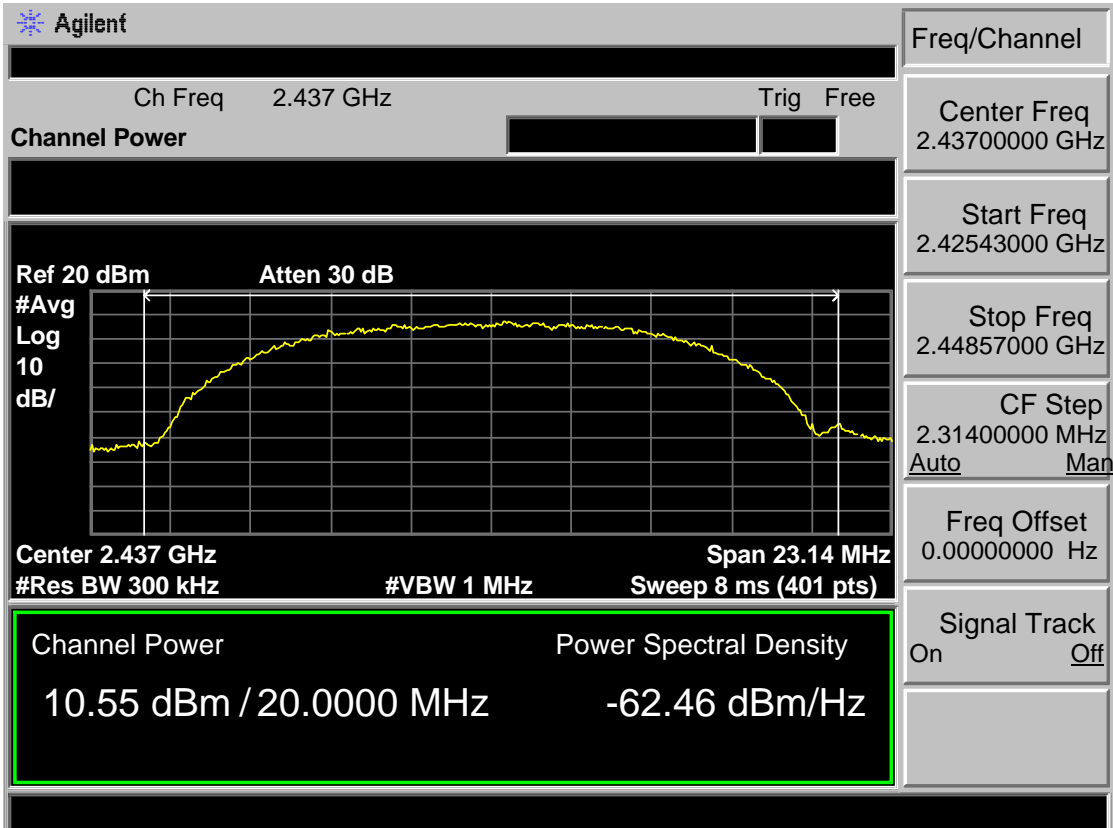 Agilent
Ch Freq 2.437 GHz Trig Free
Channel Power
Ref 20 dBm Atten 30 dB
#Avg
Log
10
dB/
Center 2.437 GHz Span 23.14 MHz
#Res BW 300 kHz #VBW 1 MHz Sweep 8 ms (401 pts)
Channel Power Power Spectral Density
10.55 dBm / 20.0000 MHz -62.46 dBm/Hz
Freq/Channel
Center Freq
2.43700000 GHz
Start Freq
2.42543000 GHz
Stop Freq
2.44857000 GHz
CF Step
2.31400000 MHz
Auto Man
Freq Offset
0.00000000 Hz
Signal Track
On Off